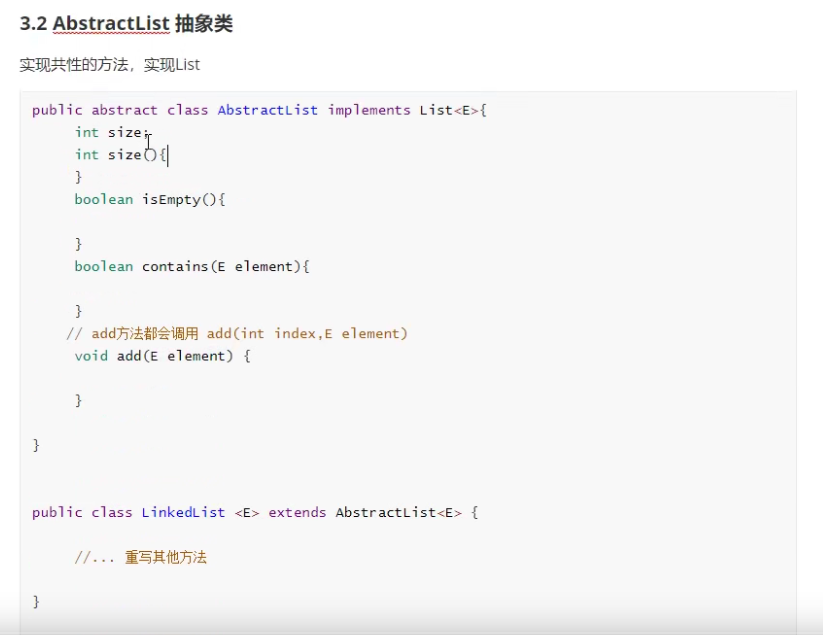 3.2 AbstractList 抽象类
实现共性的方法，实现List
public abstract class AbstractList implements List<E>{
int size;
int size(){
}
boolean isEmpty(){
}
boolean contains(E element){
}
// add方法都会调用 add(int index,E element)
void add(E element) {
}
}
public class LinkedList <E> extends AbstractList<E> {
//... 重写其他方法
}